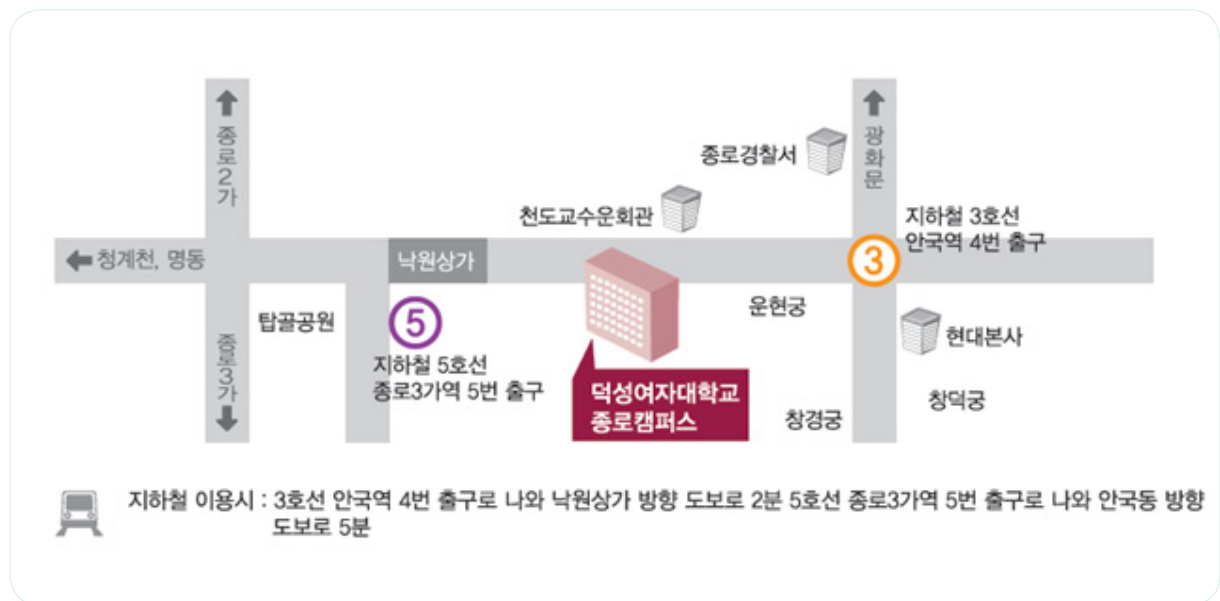 종로2가
광화문
종로경찰서
천도교수운회관
지하철 3호선
안국역 4번 출구
청계천, 명동
낙원상가
3
운현궁
탑골공원
5
현대본사
종로3가
지하철 5호선
종로3가역 5번 출구
덕성여자대학교
종로캠퍼스
창덕궁
창경궁
지하철 이용시 : 3호선 안국역 4번 출구로 나와 낙원상가 방향 도보로 2분 5호선 종로3가역 5번 출구로 나와 안국동 방향
도보로 5분